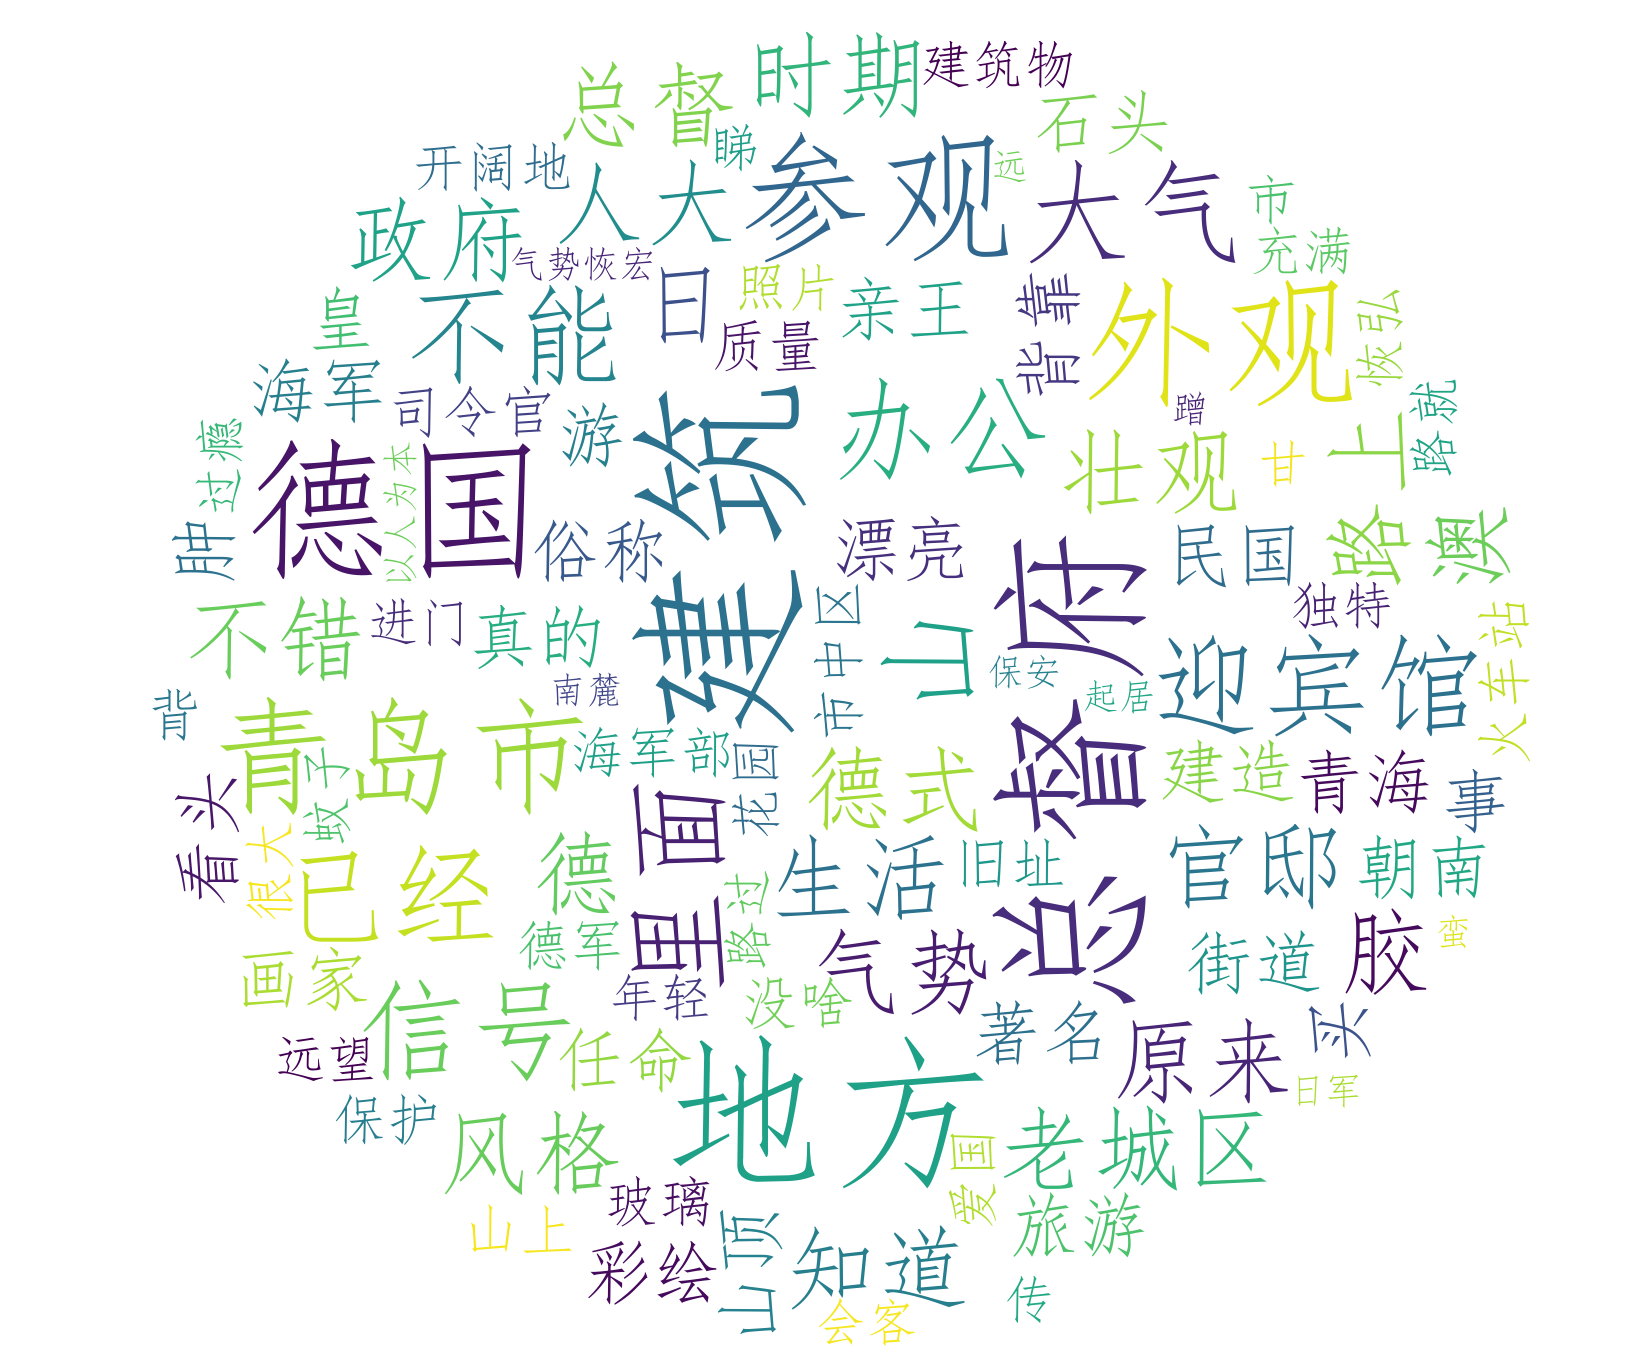 总督
时期
建筑物
石头
睇
参观
远
大气
开阔地
人大
政府
市
充满
气势恢宏
曰
照片
亲王
背靠
外观
恢弘
皇
不能
质量
海军
司令官
游
建筑
办公
蹭
壮观
甘
路上
路就
过瘾
德国
以人为本
肿
俗称
漂亮
总督府
民国
澳
独特
不错
进门
真的
市中区
山
保安
起居
迎宾馆
火车站
背
南麓
青岛市
海军部
花园
德式
建造
青海
事
蚊子
看头
很大
已经
德
里面
生活
旧址
官邸
朝南
画家
德军
路过
气势
街道
胶
蛮
信号
年轻
没啥
远望
任命
著名
原来
买
日军
保护
风格
地方
爱国
老城区
玻璃
山上
彩绘
山顶
知道
旅游
传
会客